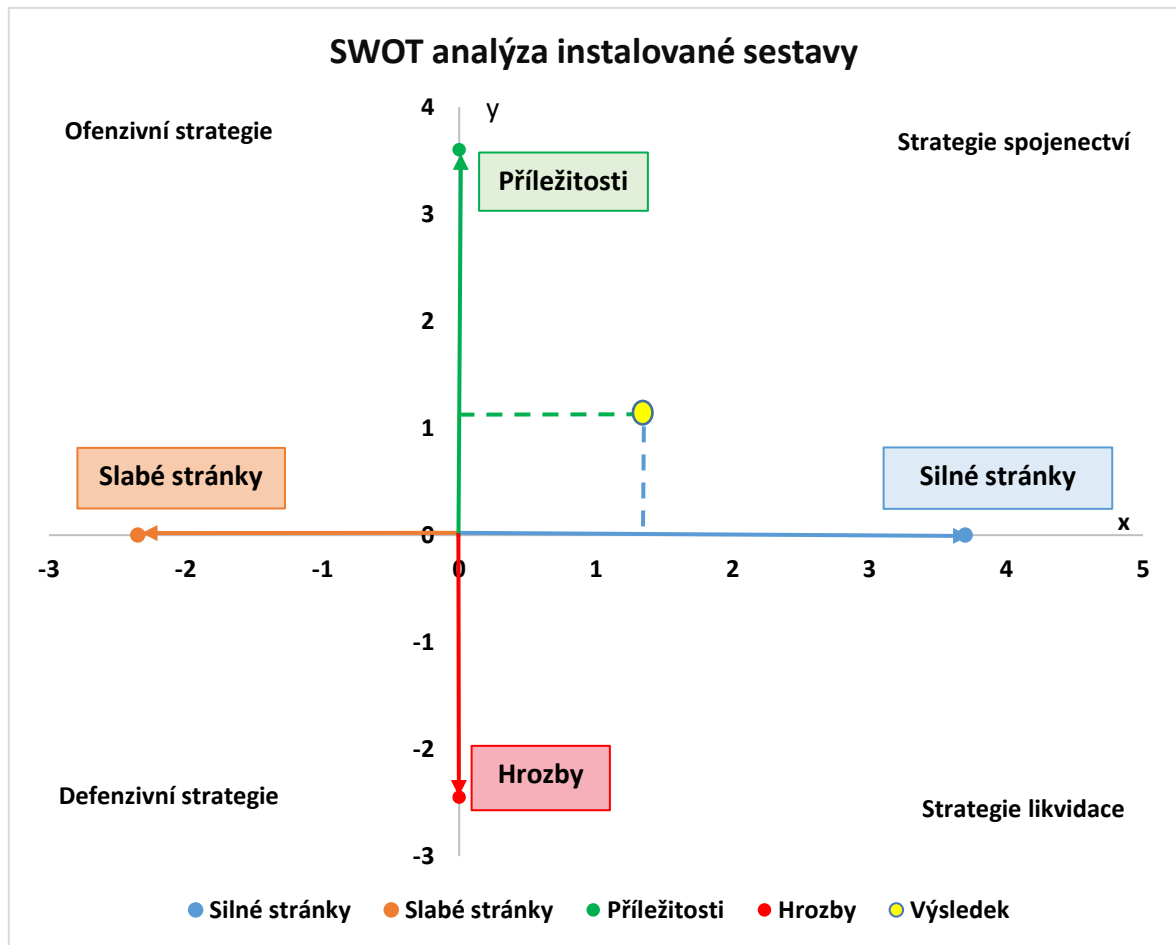 SWOT analýza instalované sestavy
4
y
Ofenzivní strategie
Strategie spojenectví
Příležitosti
3
2
1
Slabé stránky
Silné stránky
0
x
-3
-2
-1
0
1
2
3
4
5
-1
-2
Hrozby
Defenzivní strategie
Strategie likvidace
-3
Silné stránky Slabé stránky Příležitosti Hrozby Výsledek